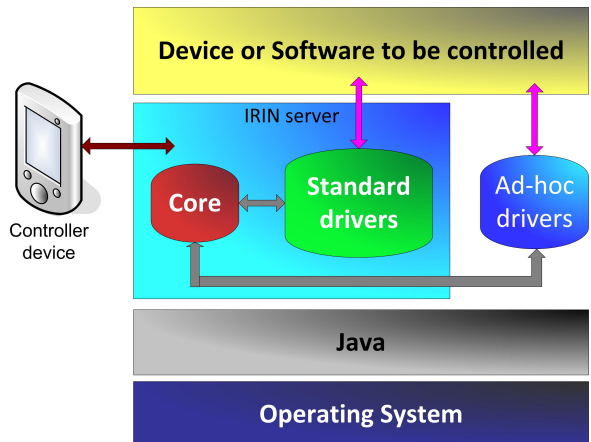 Device or Software to be controlled
IRIN server
Controller
device
Core
Standard
drivers
Ad-hoc
drivers
Java
Operating System